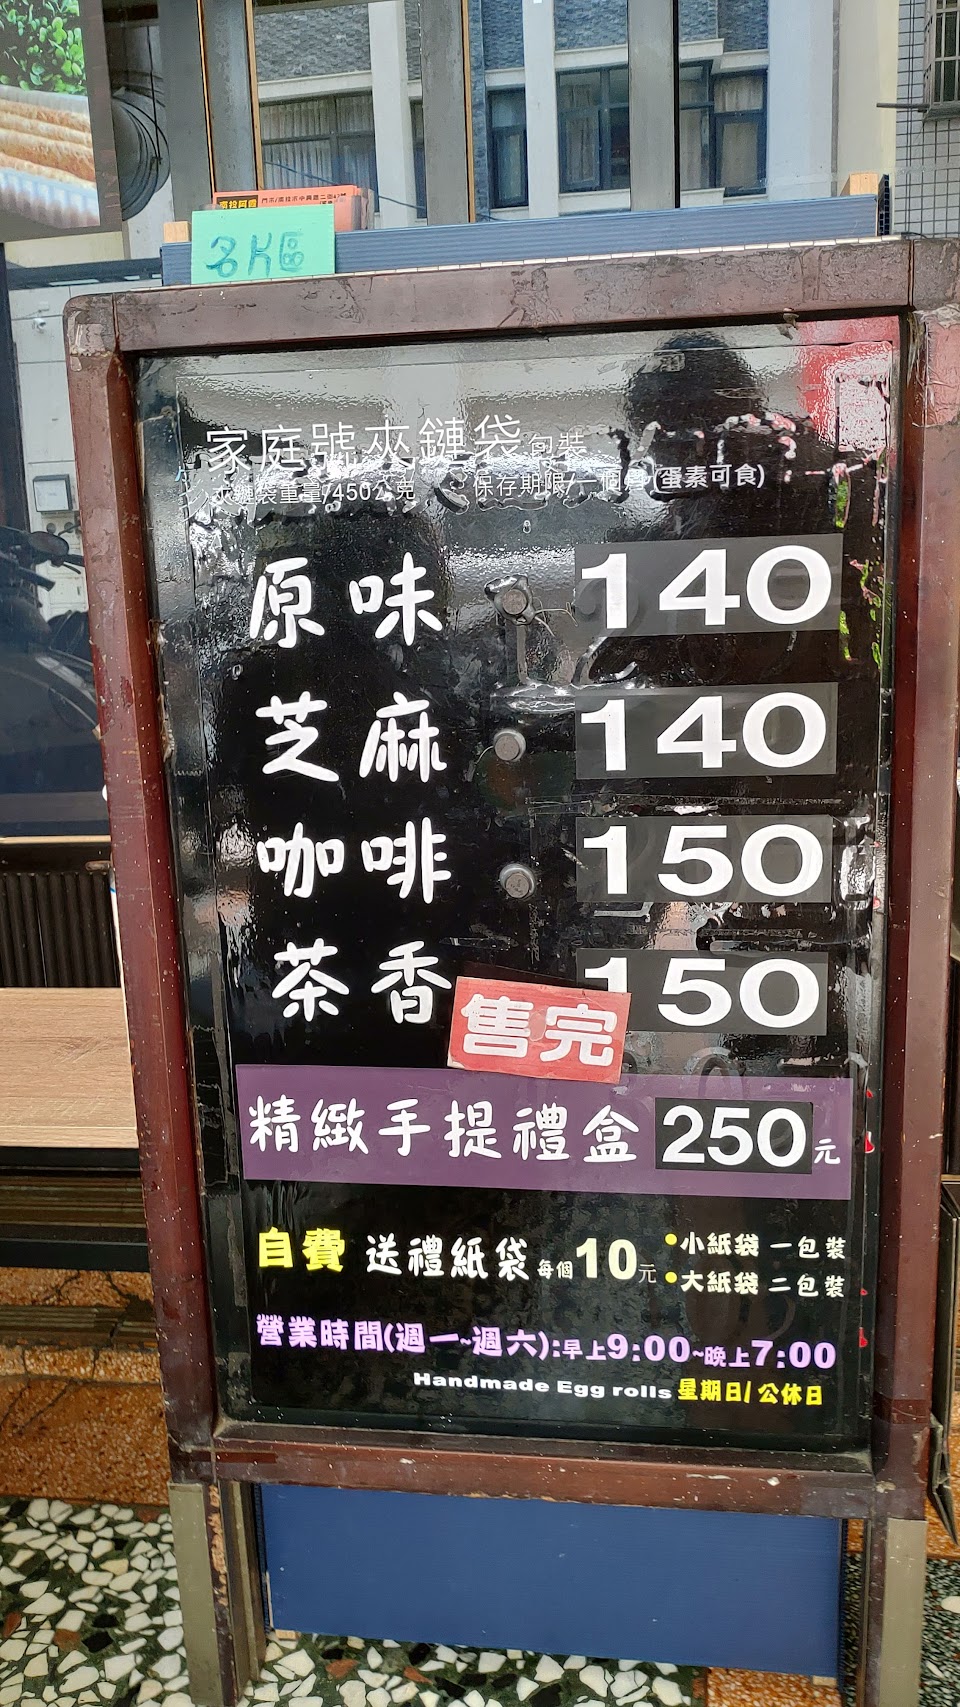 家庭號夾鏈袋包裝
夾鏈袋重量/450公克 保存期限/一個月(蛋素可食)
原味 140
芝麻 140
咖啡 150
茶香 150
售完
精緻手提禮盒 250元
自費 送禮紙袋 每個10元
•小紙袋 一包裝
•大紙袋 二包裝
營業時間(週一~週六):早上9:00~晚上7:00
Handmade Egg rolls 星期日/公休日